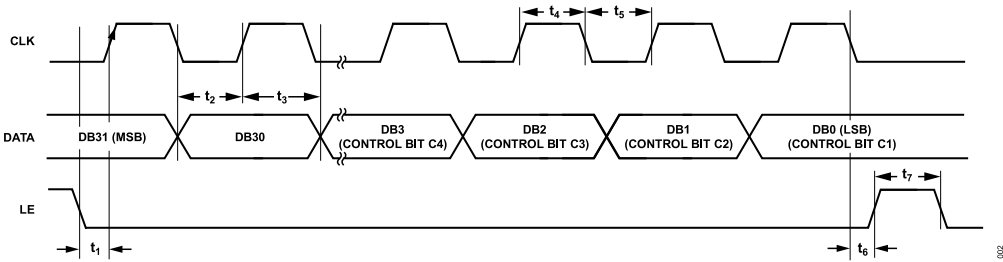 t4 t5
CLK
t2 t3
DATA
DB31 (MSB)
DB30
DB3
(CONTROL BIT C4)
DB2
(CONTROL BIT C3)
DB1
(CONTROL BIT C2)
DB0 (LSB)
(CONTROL BIT C1)
t7
LE
t1
t6
002